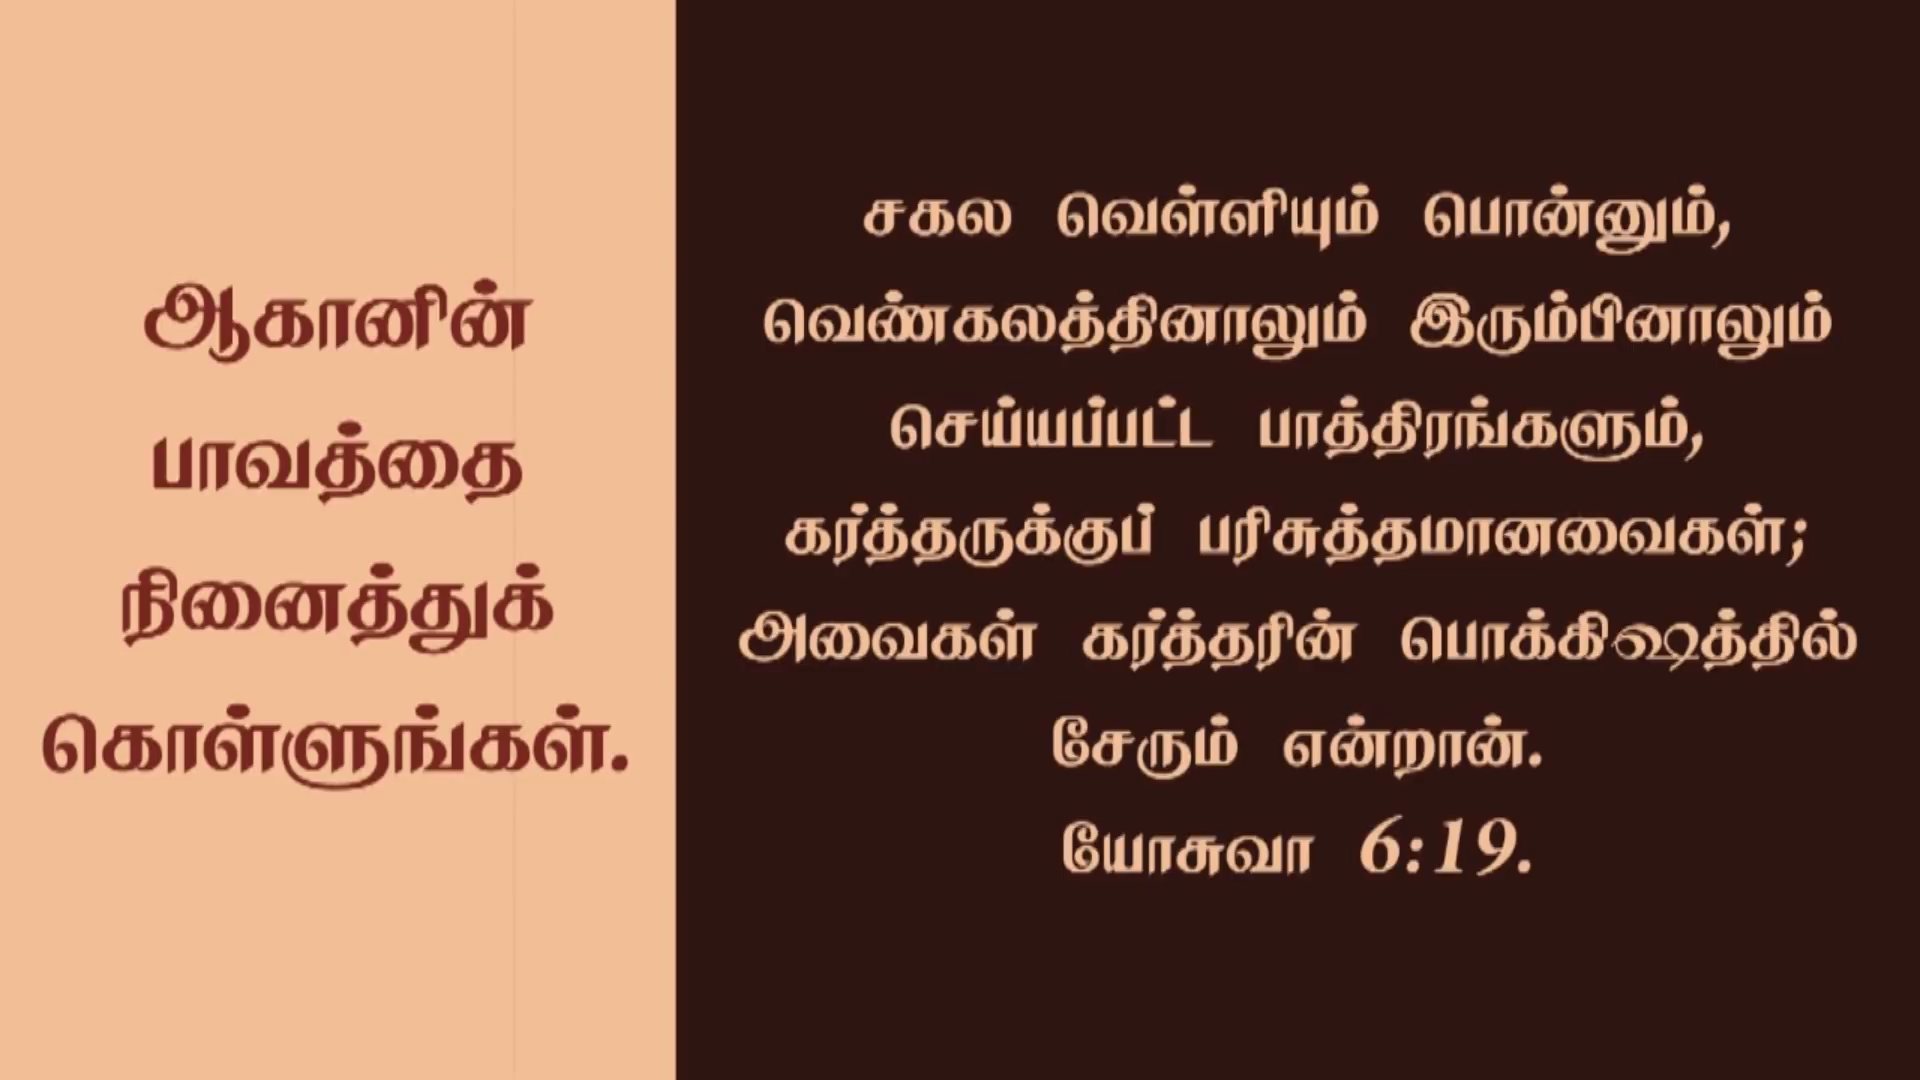 ஆகானின்
பாவத்தை
நினைத்துக்
கொள்ளுங்கள்.
சகல வெள்ளியும் பொன்னும்,
வெண்கலத்தினாலும் இரும்பினாலும்
செய்யப்பட்ட பாத்திரங்களும்,
கர்த்தருக்குப் பரிசுத்தமானவைகள்;
அவைகள் கர்த்தரின் பொக்கிஷத்தில்
சேரும் என்றான்.
யோசுவா 6:19.